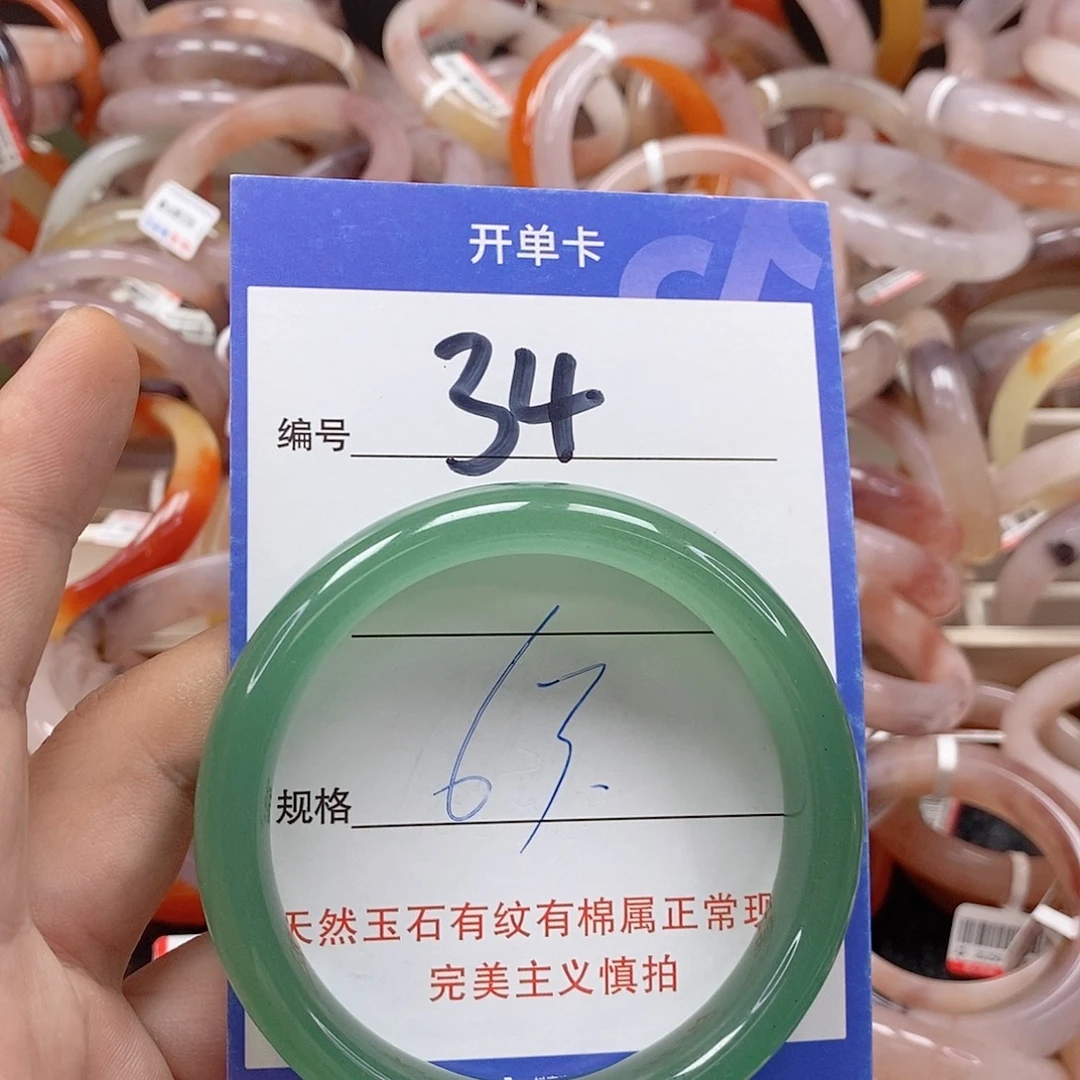 开单卡
编号 34
规格 63.
天然玉石有纹有棉属正常现
完美主义慎拍